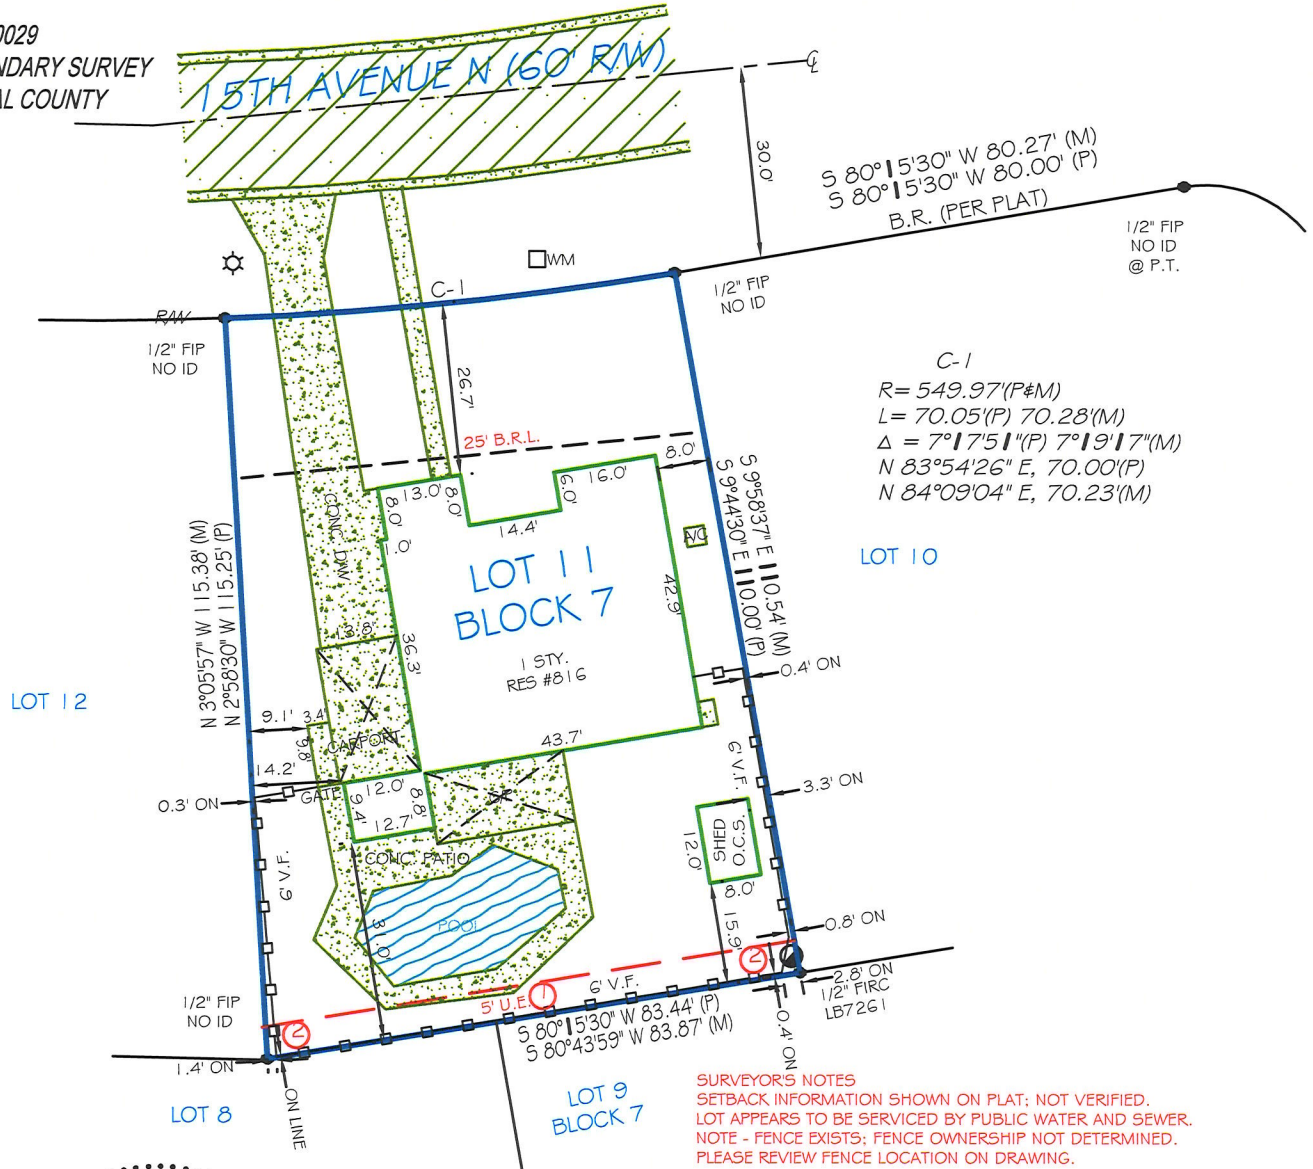 0029
NDARY SURVEY
AL COUNTY
15TH AVENUE N (60' R/W)
30.0'
S 80°15'30" W 80.27' (M)
S 80°15'30" W 80.00' (P)
B.R. (PER PLAT)
1/2" FIP
NO ID
@ P.T.
WM
C-1
1/2" FIP
NO ID
R/W
1/2" FIP
NO ID
26.7'
C-1
R= 549.97'(P&M)
L= 70.05'(P) 70.28'(M)
Δ = 7°17'51"(P) 7°19'17"(M)
N 83°54'26" E, 70.00'(P)
N 84°09'04" E, 70.23'(M)
25' B.R.L.
8.0'
13.0'
8.0'
8.0'
6.0'
16.0'
14.4'
1.0'
CONC. D/W
A/C
S 9°58'37" E 110.54' (M)
S 9°44'30" E 110.00' (P)
N 3°05'57" W 115.38' (M)
N 2°58'30" W 115.25' (P)
LOT 11
BLOCK 7
LOT 10
42.9'
13.8'
36.3'
1 STY.
RES #816
0.4' ON
LOT 12
9.1'
3.4'
9.8'
CARPORT
43.7'
14.2'
GATE
12.0'
0.3' ON
9.4'
8.8'
12.7'
6' V.F.
3.3' ON
SHED
O.C.S.
12.0'
8.0'
CONC. PATIO
6' V.F.
POOL
31.0'
15.9'
0.8' ON
2
2.8' ON
1/2" FIRC
LB7261
1/2" FIP
NO ID
2
5' U.E.
1
6' V.F.
S 80°15'30" W 83.44' (P)
S 80°43'59" W 83.87' (M)
0.4' ON
1.4' ON
ON LINE
LOT 8
LOT 9
BLOCK 7
SURVEYOR'S NOTES
SETBACK INFORMATION SHOWN ON PLAT; NOT VERIFIED.
LOT APPEARS TO BE SERVICED BY PUBLIC WATER AND SEWER.
NOTE - FENCE EXISTS; FENCE OWNERSHIP NOT DETERMINED.
PLEASE REVIEW FENCE LOCATION ON DRAWING.